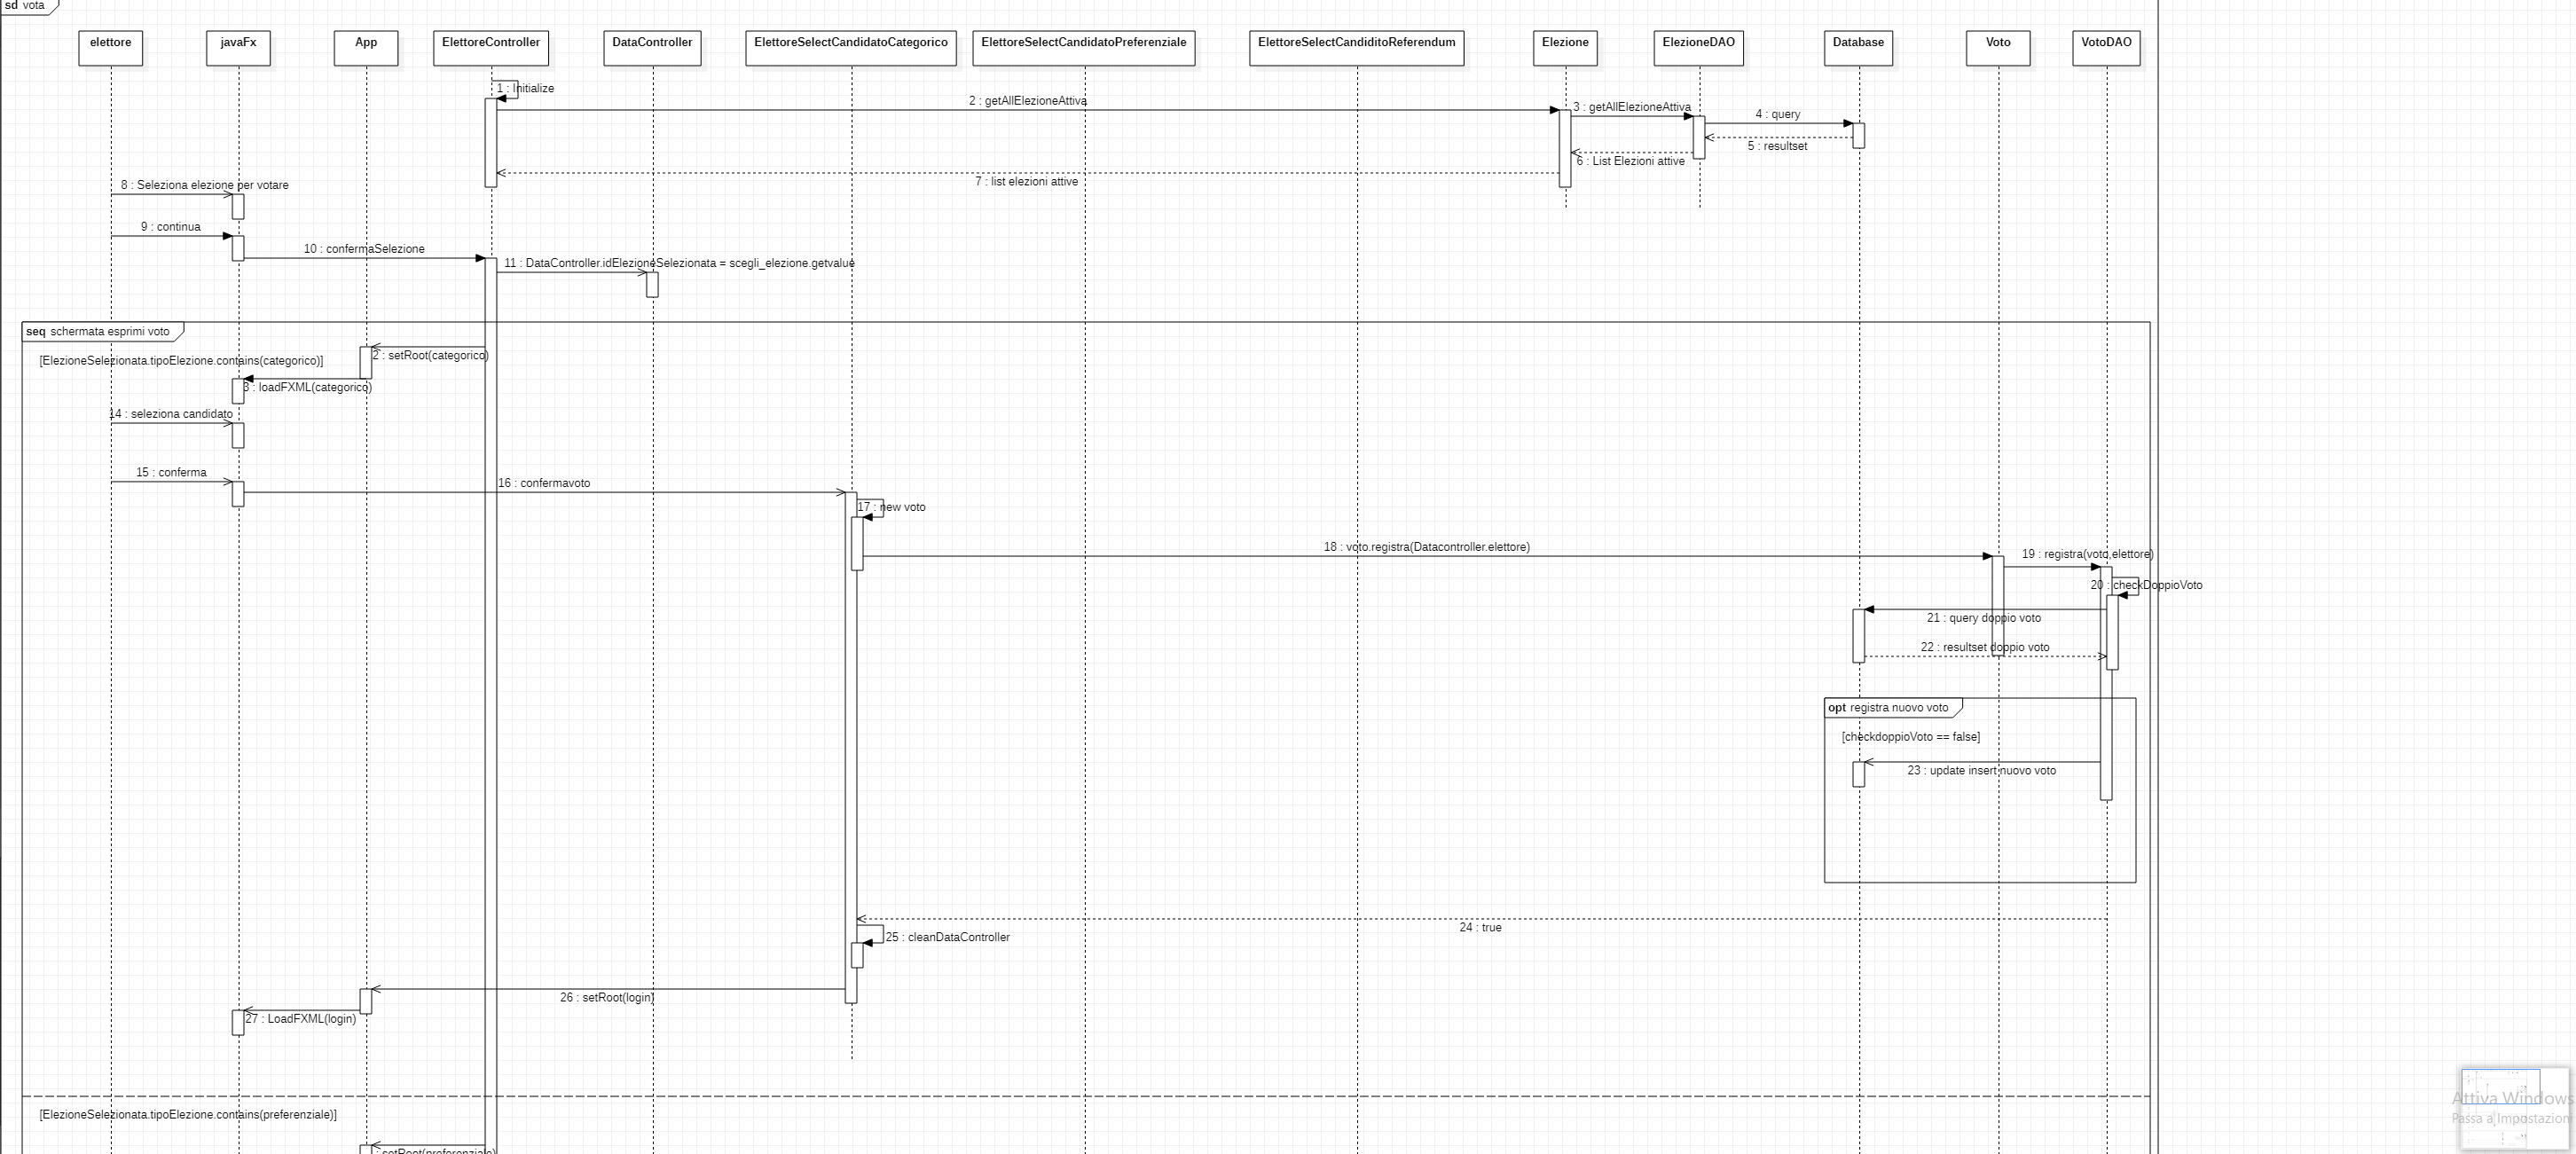 sd vota
elettore
javaFx
App
ElettoreController
DataController
ElettoreSelectCandidatoCategorico
ElettoreSelectCandidatoPreferenziale
ElettoreSelectCanditoReferendum
Elezione
ElezioneDAO
Database
Voto
VotoDAO
1 : Initialize
2 : getAllElezioneAttiva
3 : getAllElezioneAttiva
4 : query
5 : resultset
6 : List Elezioni attive
7 : list elezioni attive
8 : Seleziona elezione per votare
9 : continua
10 : confermaSelezione
11 : DataController.idElezioneSelezionata = scegli_elezione.getvalue
seq schermata esprimi voto
[ElezioneSelezionata.tipoElezione.contains(categorico)]
2 : setRoot(categorico)
3 : loadFXML(categorico)
14 : seleziona candidato
15 : conferma
16 : confermavoto
17 : new voto
18 : voto.registra(Datacontroller.elettore)
19 : registra(voto,elettore)
20 : checkDoppioVoto
21 : query doppio voto
22 : resultset doppio voto
opt registra nuovo voto
[checkdoppioVoto == false]
23 : update insert nuovo voto
24 : true
25 : cleanDataController
26 : setRoot(login)
27 : LoadFXML(login)
[ElezioneSelezionata.tipoElezione.contains(preferenziale)]
: setRoot(preferenziale)
Attiva Windows
Passa a Impostazioni